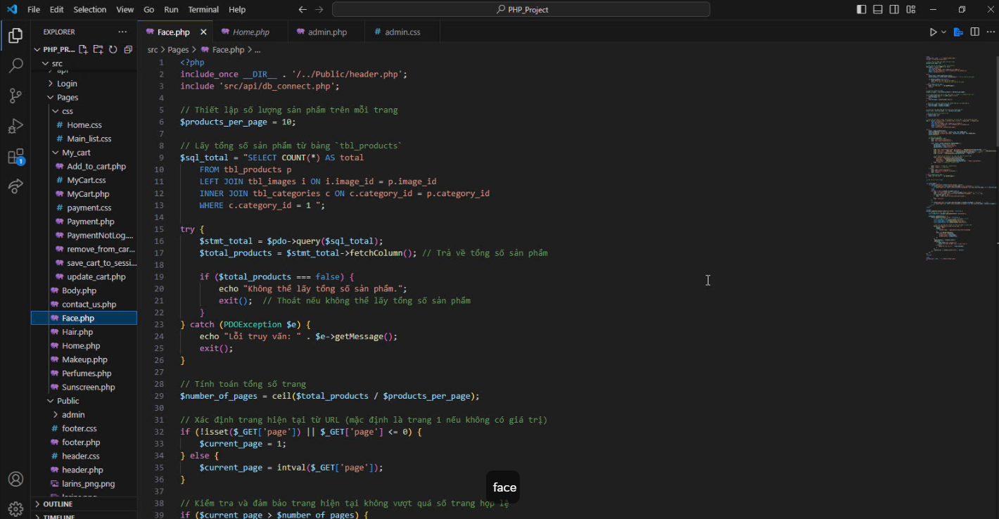 File Edit Selection View Go Run Terminal Help
PHP_Project
EXPLORER
PHP_PR...
src
api
Login
Pages
css
# Home.css
# Main_list.css
My_cart
Add_to_cart.php
# MyCart.css
MyCart.php
# payment.css
Payment.php
PaymentNotLog....
remove_from_car...
save_cart_to_sessi...
update_cart.php
Body.php
contact_us.php
Face.php
Hair.php
Home.php
Makeup.php
Perfumes.php
Sunscreen.php
Public
admin
# footer.css
footer.php
# header.css
header.php
larins_png.png
OUTLINE
TIMELINE
1
Face.php Home.php admin.php # admin.css
src > Pages > Face.php > ...
1 <?php
2 include_once __DIR__ . '/../Public/header.php';
3 include 'src/api/db_connect.php';
4
5 // Thiết lập số lượng sản phẩm trên mỗi trang
6 $products_per_page = 10;
7
8 // Lấy tổng số sản phẩm từ bảng `tbl_products`
9 $sql_total = "SELECT COUNT(*) AS total
10 FROM tbl_products p
11 LEFT JOIN tbl_images i ON i.image_id = p.image_id
12 INNER JOIN tbl_categories c ON c.category_id = p.category_id
13 WHERE c.category_id = 1 ";
14
15 try {
16 $stmt_total = $pdo->query($sql_total);
17 $total_products = $stmt_total->fetchColumn(); // Trả về tổng số sản phẩm
18
19 if ($total_products === false) {
20 echo "Không thể lấy tổng số sản phẩm.";
21 exit(); // Thoát nếu không thể lấy tổng số sản phẩm
22 }
23 } catch (PDOException $e) {
24 echo "Lỗi truy vấn: " . $e->getMessage();
25 exit();
26 }
27
28 // Tính toán tổng số trang
29 $number_of_pages = ceil($total_products / $products_per_page);
30
31 // Xác định trang hiện tại từ URL (mặc định là trang 1 nếu không có giá trị)
32 if (!isset($_GET['page']) || $_GET['page'] <= 0) {
33 $current_page = 1;
34 } else {
35 $current_page = intval($_GET['page']);
36 }
37
38 // Kiểm tra và đảm bảo trang hiện tại không vượt quá số trang hợp lệ
39 if ($current_page > $number_of_pages) {
face